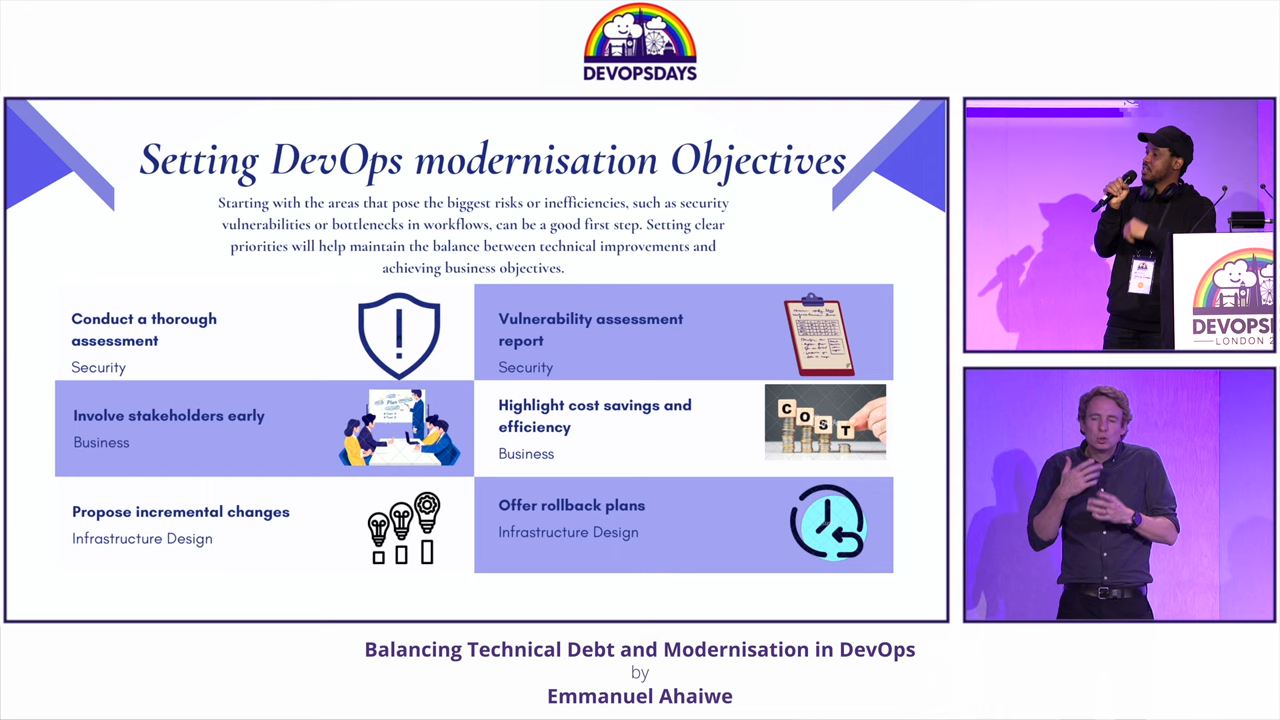 DEVOPSDAYS
Setting DevOps modernisation Objectives
Starting with the areas that pose the biggest risks or inefficiencies, such as security
vulnerabilities or bottlenecks in workflows, can be a good first step. Setting clear
priorities will help maintain the balance between technical improvements and
achieving business objectives.
Conduct a thorough
assessment
Security
Vulnerability assessment
report
Security
Involve stakeholders early
Business
Plan
Highlight cost savings and
efficiency
Business
COST
Propose incremental changes
Infrastructure Design
Offer rollback plans
Infrastructure Design
LONDON
Balancing Technical Debt and Modernisation in DevOps
by
Emmanuel Ahaiwe